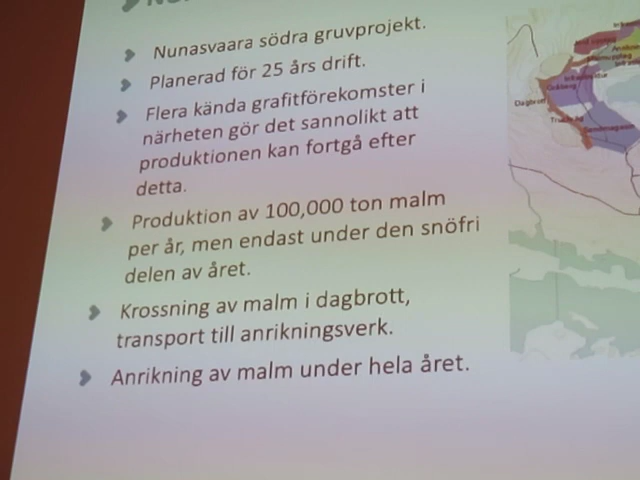 Nunasvaara södra gruvprojekt.
Planerad för 25 års drift.
Flera kända grafitförekomster i
närheten gör det sannolikt att
produktionen kan fortgå efter
detta.
Produktion av 100,000 ton malm
per år, men endast under den snöfri
delen av året.
Krossning av malm i dagbrott,
transport till anrikningsverk.
Anrikning av malm under hela året.
Dagbrott